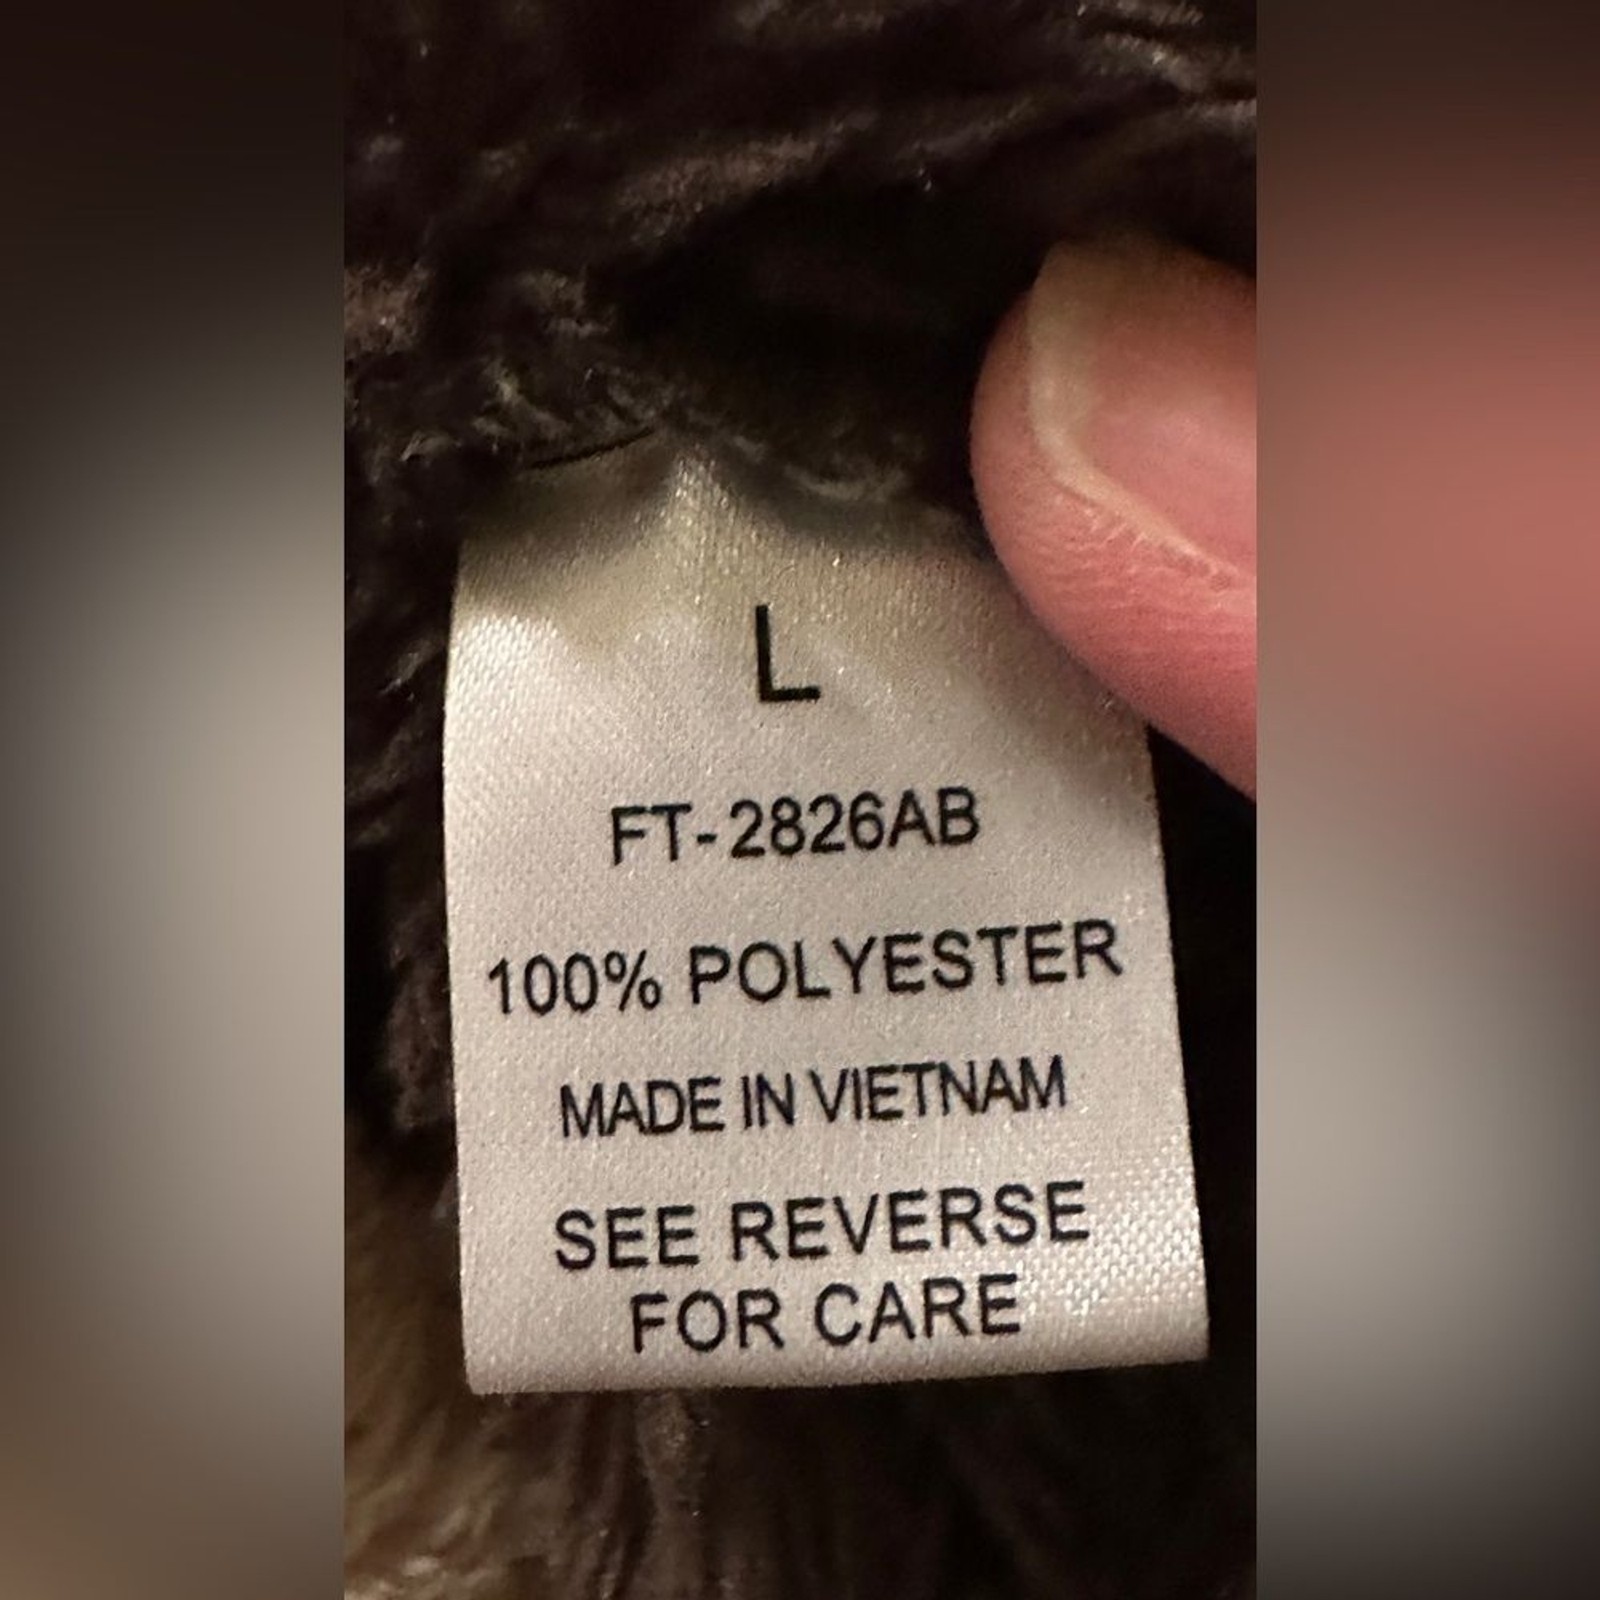 L
FT-2826AB
100% POLYESTER
MADE IN VIETNAM
SEE REVERSE
FOR CARE